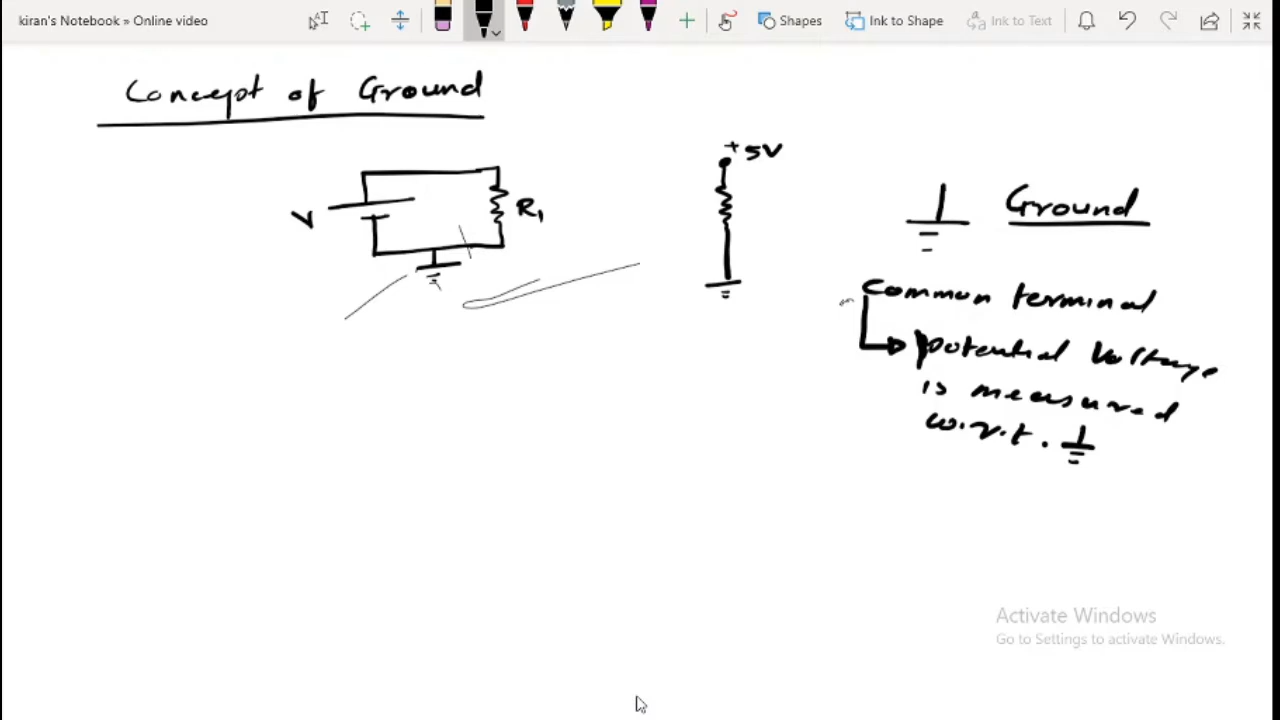 kiran's Notebook » Online video
Shapes
Ink to Shape
Ink to Text
Concept of Ground
V
R1
+5V
Ground
Common terminal
potential Voltage
is measured
w.r.t.
Activate Windows
Go to Settings to activate Windows.